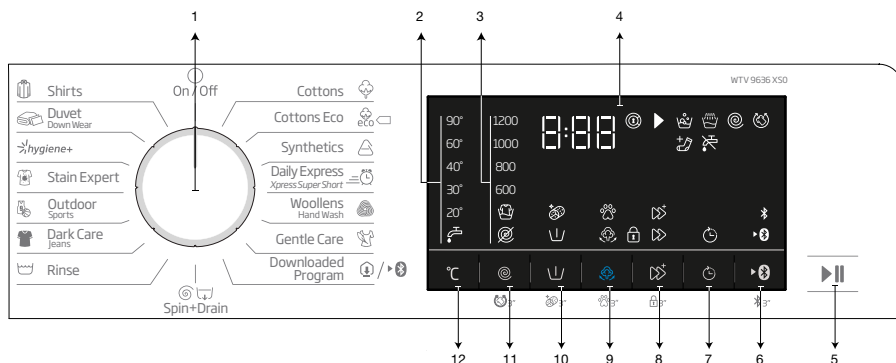 1 2 3 4
WTV 9636 XS0
On / Off
Shirts
Duvet
Down Wear
hygiene+
Stain Expert
Outdoor
Sports
Dark Care
Jeans
Rinse
Spin+Drain
Cottons
Cottons Eco
eco
Synthetics
Daily Express
Xpress Super Short
Woollens
Hand Wash
Gentle Care
Downloaded
Program
/
90° 1200 8:88
60° 1000
40° 800
30° 600
20°
°C
3" 3" 3" 3" 3"
12 11 10 9 8 7 6 5